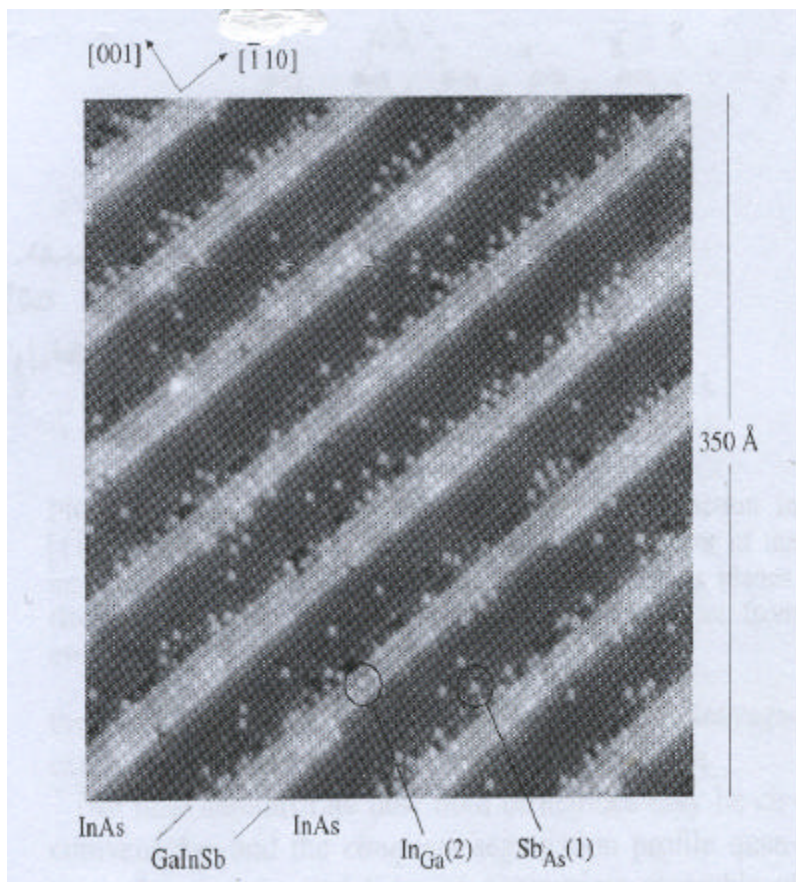 [001] [1̄10]
350 Å
InAs InAs In_Ga(2) Sb_As(1)
GaInSb